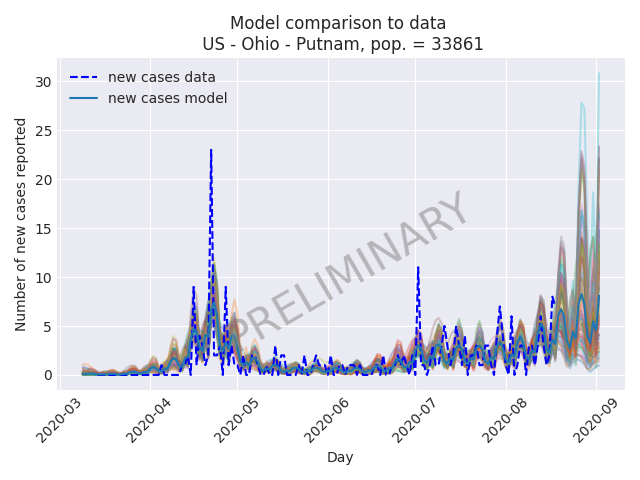 Model comparison to data
US - Ohio - Putnam, pop. = 33861
new cases data
new cases model
PRELIMINARY
Number of new cases reported
30
25
20
15
10
5
0
2020-03
2020-04
2020-05
2020-06
2020-07
2020-08
2020-09
Day